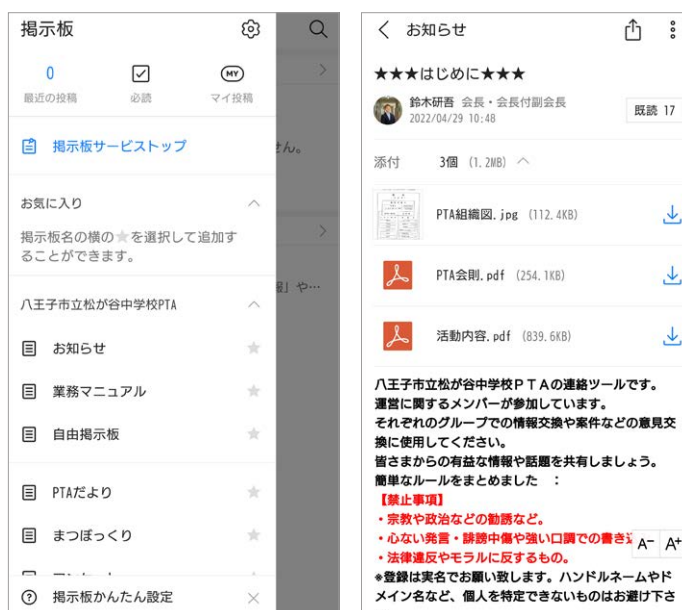 掲示板
0
最近の投稿
必読
MY
マイ投稿
掲示板サービストップ
せん。
お気に入り
掲示板名の横の★を選択して追加す
ることができます。
報」や…
八王子市立松が谷中学校PTA
お知らせ
業務マニュアル
自由掲示板
PTAだより
まつぼっくり
掲示板かんたん設定
お知らせ
★★★はじめに★★★
鈴木研吾 会長・会長付副会長
2022/04/29 10:48
既読 17
添付 3個 (1.2MB)
PTA組織図.jpg (112.4KB)
PTA会則.pdf (254.1KB)
活動内容.pdf (839.6KB)
八王子市立松が谷中学校PTAの連絡ツールです。
運営に関するメンバーが参加しています。
それぞれのグループでの情報交換や案件などの意見交
換に使用してください。
皆さまからの有益な情報や話題を共有しましょう。
簡単なルールをまとめました :
【禁止事項】
・宗教や政治などの勧誘など。
・心ない発言・誹謗中傷や強い口調での書き込
A- A+
・法律違反やモラルに反するもの。
*登録は実名でお願い致します。ハンドルネームやド
メイン名など、個人を特定できないものはお避け下さ